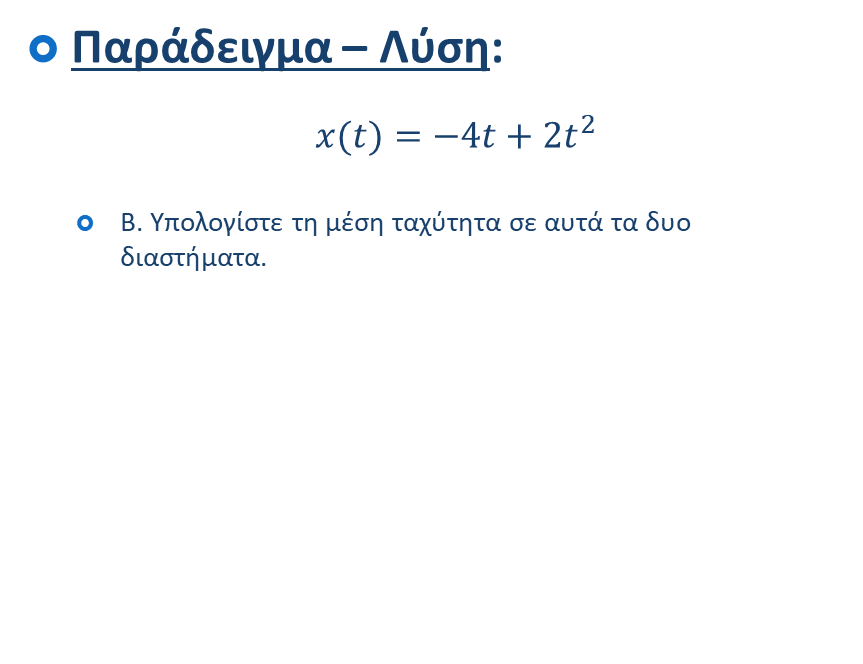 Παράδειγμα – Λύση:
x(t) = −4t + 2t²
Β. Υπολογίστε τη μέση ταχύτητα σε αυτά τα δυο
διαστήματα.